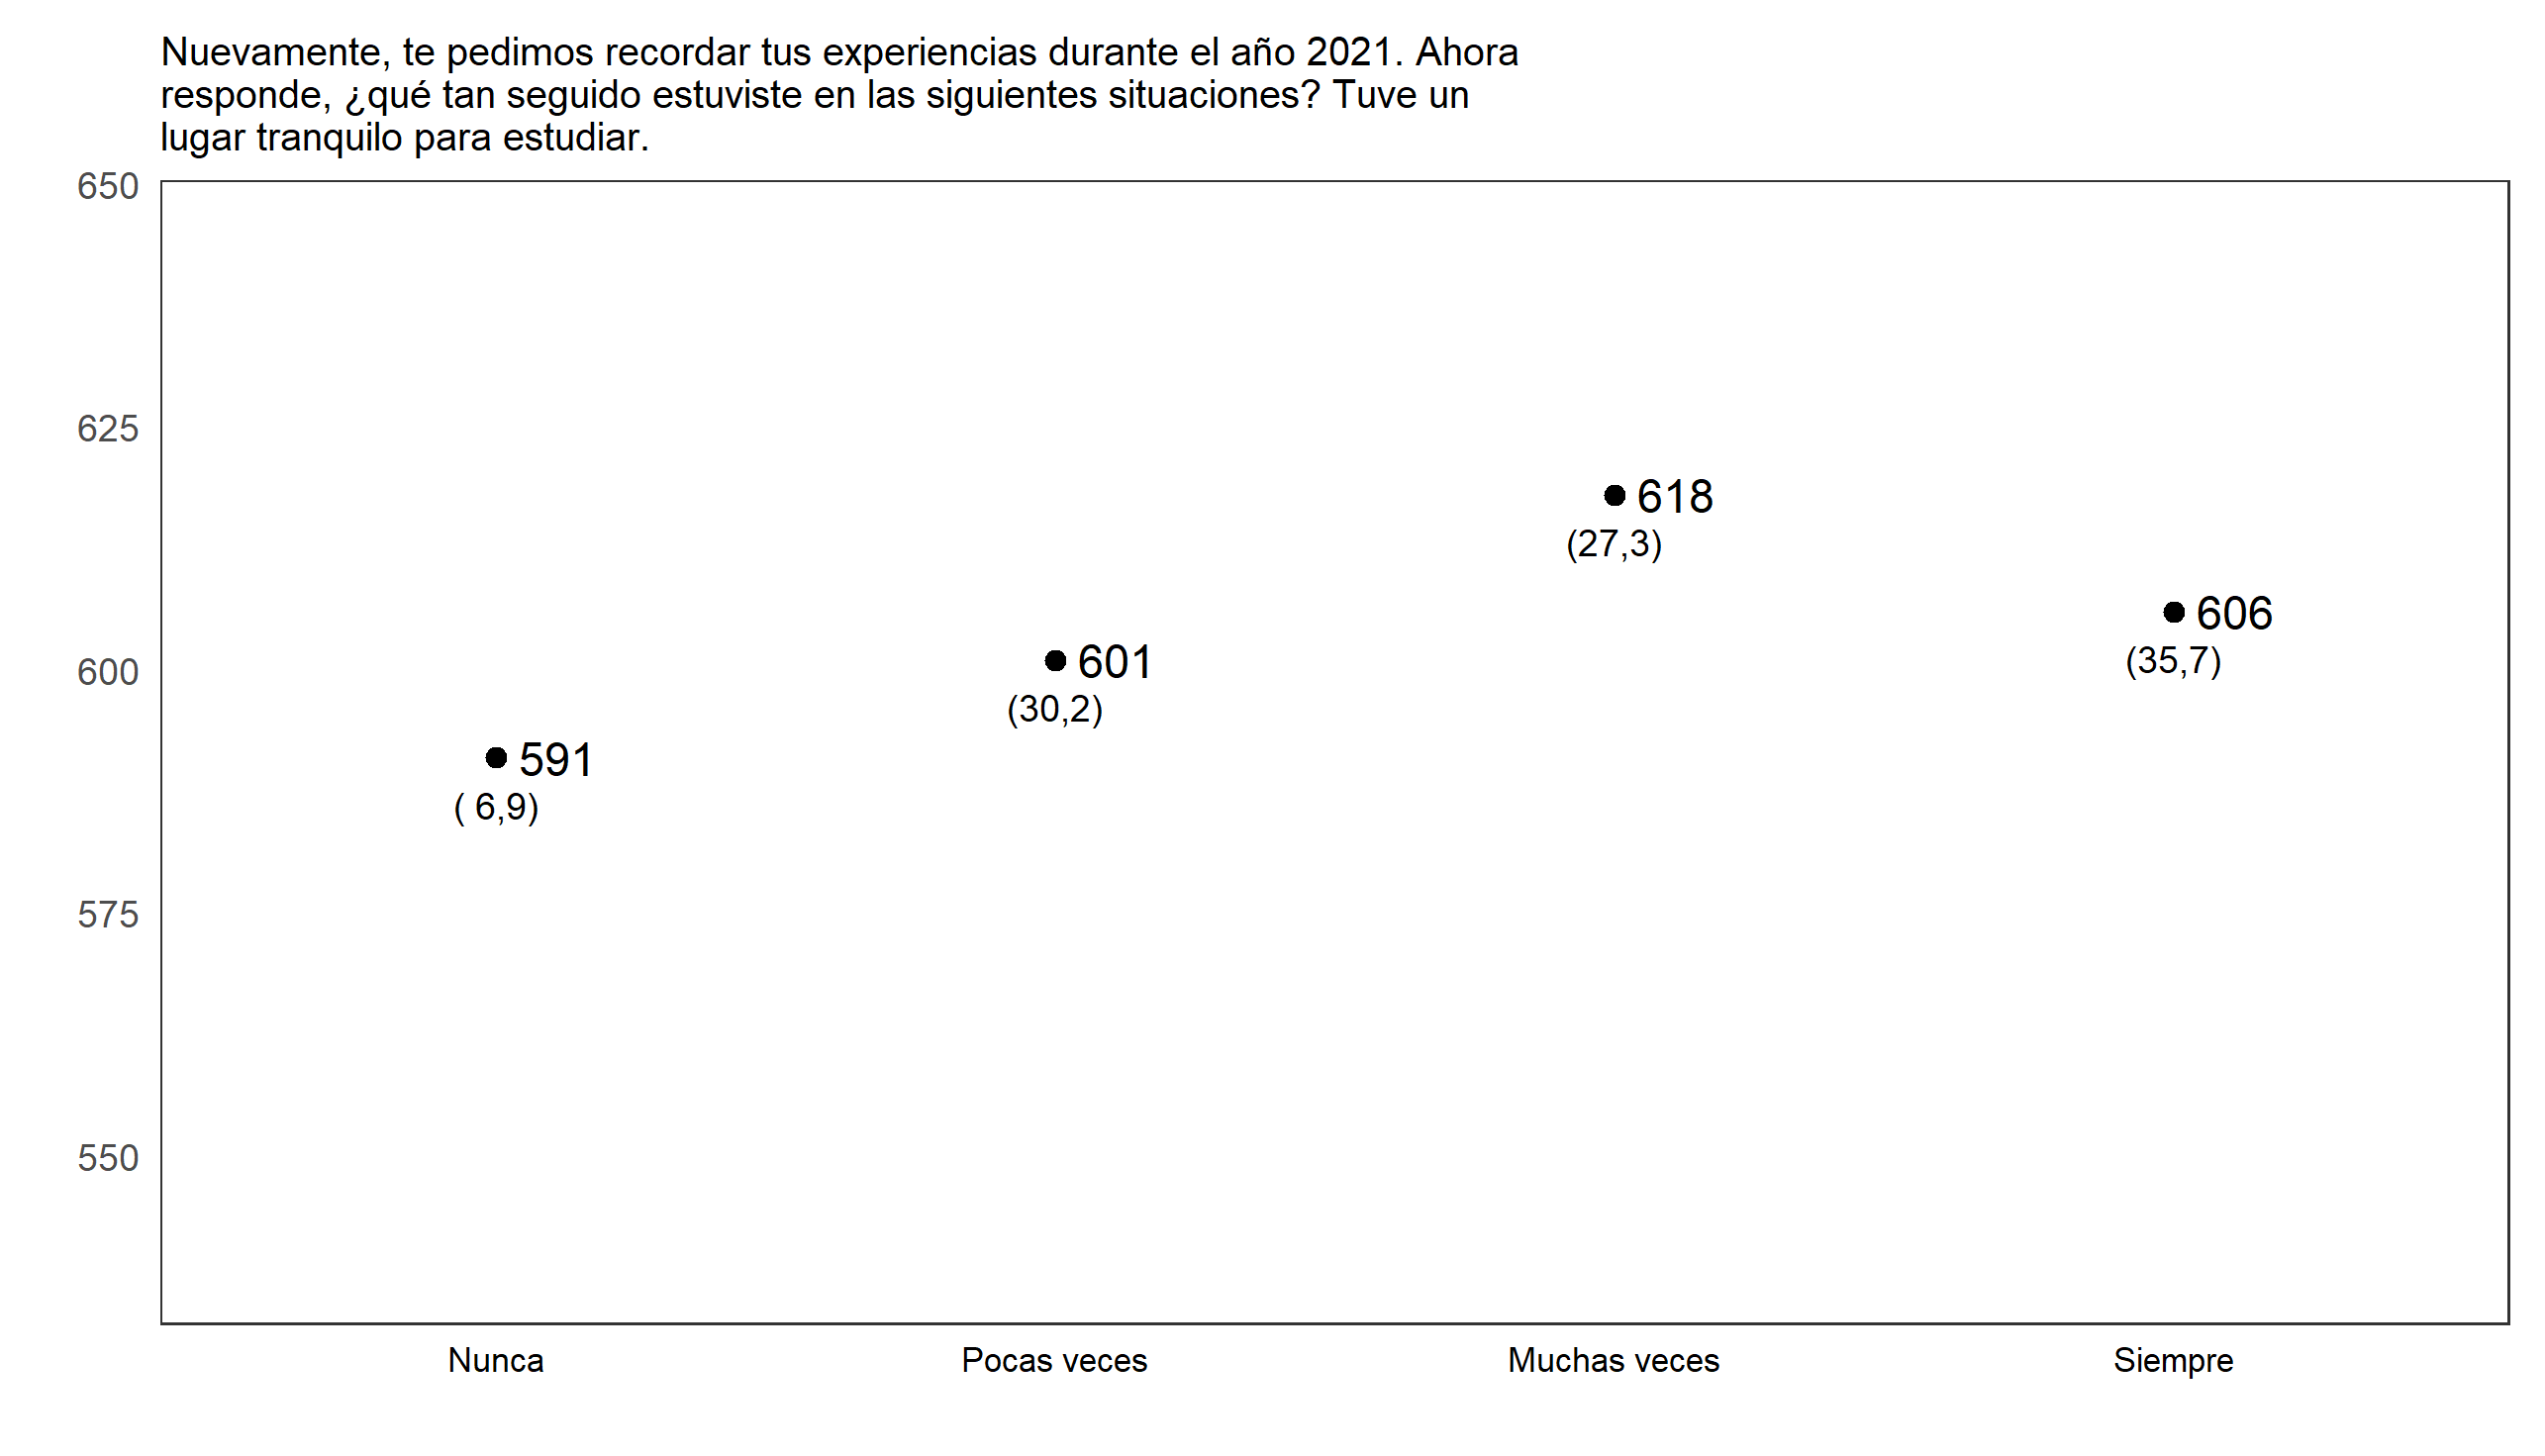 Nuevamente, te pedimos recordar tus experiencias durante el año 2021. Ahora
responde, ¿qué tan seguido estuviste en las siguientes situaciones? Tuve un
lugar tranquilo para estudiar.
650
625
618
(27,3)
606
(35,7)
600
601
(30,2)
591
( 6,9)
575
550
Nunca
Pocas veces
Muchas veces
Siempre